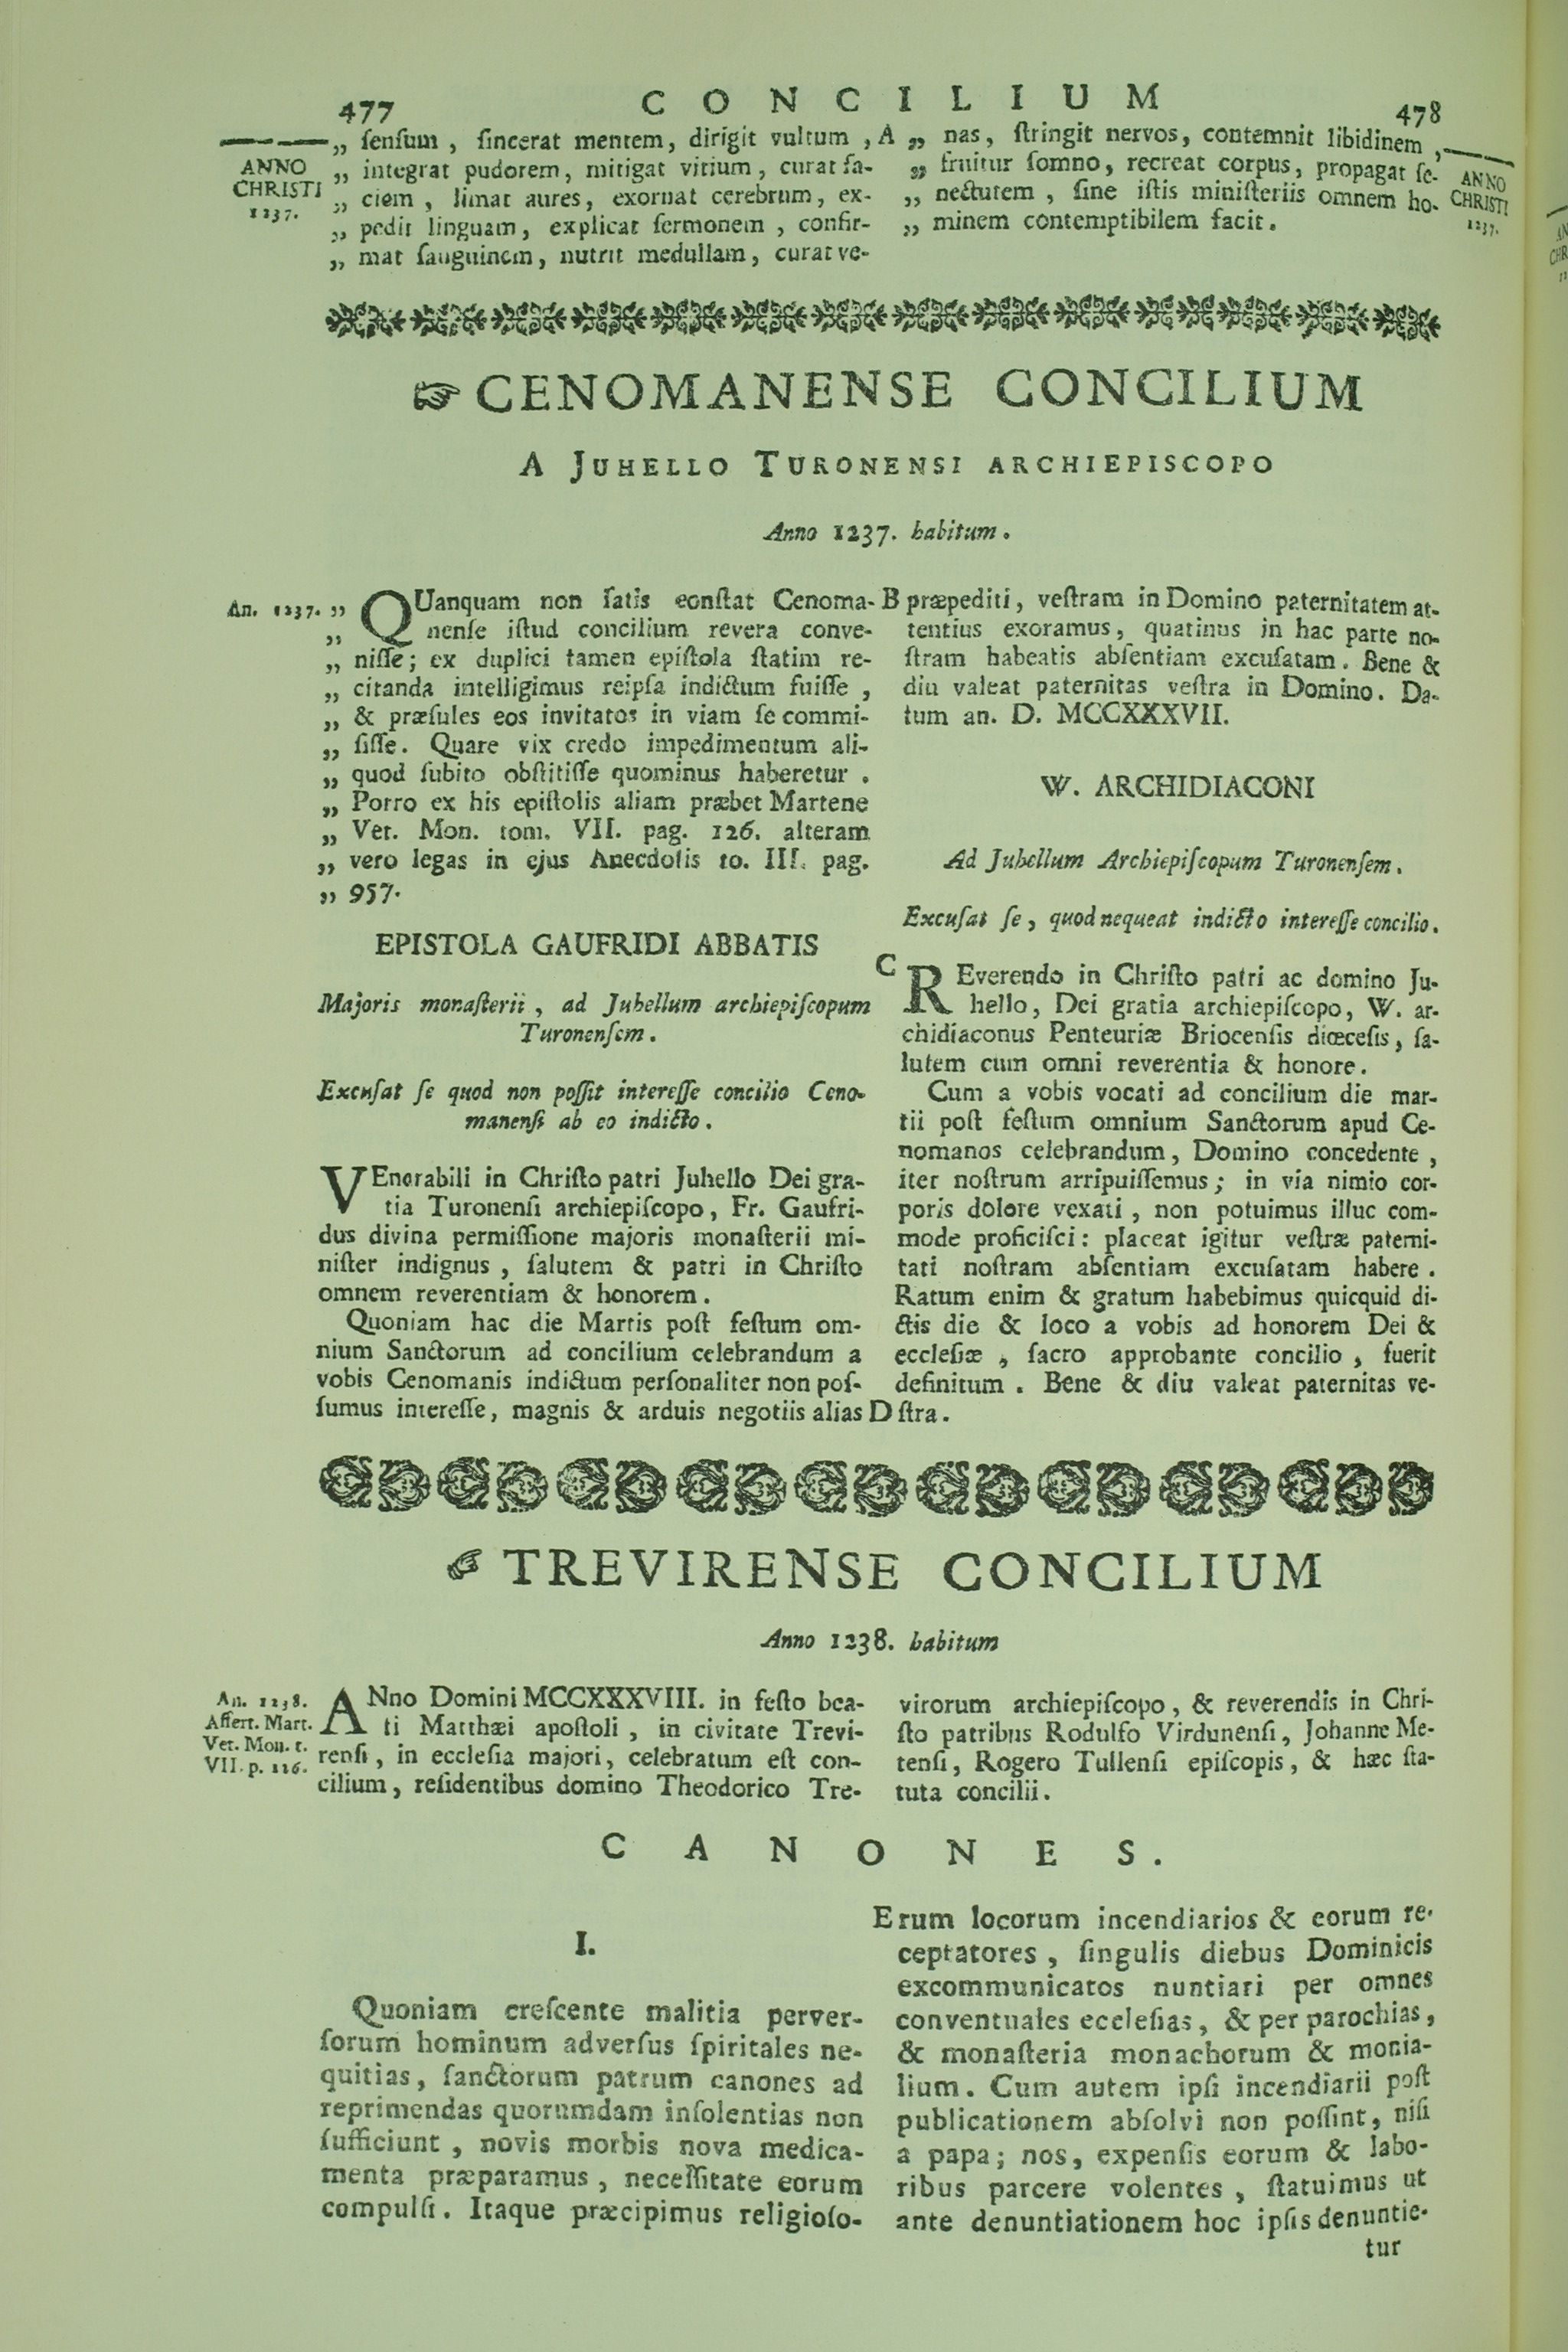 477
CONCILIUM
478
ANNO
CHRISTI
1237.
„ ſenſum , ſincerat mentem, dirigit vultum ,
„ integrat pudorem, mitigat vitium , curat fa-
„ ciem , limat aures, exornat cerebrum, ex-
„ pedit linguam, explicat ſermonem , confir-
„ mat ſanguinem, nutrit medullam, curat ve-
A
„ nas, ſtringit nervos, contemnit libidinem ,
„ fruitur ſomno, recreat corpus, propagat ſe-
„ nectutem , ſine iſtis miniſteriis omnem ho-
„ minem contemptibilem facit.
ANNO
CHRISTI
1237.
☞ CENOMANENSE CONCILIUM
A JUHELLO TURONENSI ARCHIEPISCOPO
Anno 1237. habitum.
An. 1237.
„ QUanquam non ſatis conſtat Cenoma-
„ nenſe iſtud concilium revera conve-
„ niſſe; ex duplici tamen epiſtola ſtatim re-
„ citanda intelligimus reipſa indictum fuiſſe ,
„ & præſules eos invitatos in viam ſe commi-
„ ſiſſe. Quare vix credo impedimentum ali-
„ quod ſubito obſtitiſſe quominus haberetur .
„ Porro ex his epiſtolis aliam præbet Martene
„ Vet. Mon. tom. VII. pag. 126. alteram
„ vero legas in ejus Anecdotis to. III. pag.
„ 957.
EPISTOLA GAUFRIDI ABBATIS
Majoris monaſterii , ad Juhellum archiepiſcopum
Turonenſem .
Excuſat ſe quod non poſſit intereſſe concilio Ceno-
manenſi ab eo indicto .
VEnerabili in Chriſto patri Juhello Dei gra-
tia Turonenſi archiepiſcopo, Fr. Gaufri-
dus divina permiſſione majoris monaſterii mi-
niſter indignus , ſalutem & patri in Chriſto
omnem reverentiam & honorem .
Quoniam hac die Martis poſt feſtum om-
nium Sanctorum ad concilium celebrandum a
vobis Cenomanis indictum perſonaliter non poſ-
ſumus intereſſe, magnis & arduis negotiis alias
B
præpediti, veſtram in Domino paternitatem at-
tentius exoramus, quatinus in hac parte no-
ſtram habeatis abſentiam excuſatam. Bene &
diu valeat paternitas veſtra in Domino. Da-
tum an. D. MCCXXXVII.
W. ARCHIDIACONI
Ad Juhellum Archiepiſcopum Turonenſem.
Excuſat ſe, quod nequeat indicto intereſſe concilio.
C
REverendo in Chriſto patri ac domino Ju-
hello, Dei gratia archiepiſcopo, W. ar-
chidiaconus Penteuriæ Briocenſis diœceſis, ſa-
lutem cum omni reverentia & honore.
Cum a vobis vocati ad concilium die mar-
tii poſt feſtum omnium Sanctorum apud Ce-
nomanos celebrandum, Domino concedente ,
iter noſtrum arripuiſſemus; in via nimio cor-
poris dolore vexati , non potuimus illuc com-
mode proficiſci: placeat igitur veſtræ paterni-
tati noſtram abſentiam excuſatam habere .
Ratum enim & gratum habebimus quicquid di-
ctis die & loco a vobis ad honorem Dei &
eccleſiæ , ſacro approbante concilio , fuerit
definitum . Bene & diu valeat paternitas ve-
D ſtra.
☞ TREVIRENSE CONCILIUM
Anno 1238. habitum
An. 1238.
Affert. Mart.
Vet. Mon. t.
VII. p. 126.
ANno Domini MCCXXXVIII. in feſto bea-
ti Matthæi apoſtoli , in civitate Trevi-
renſi, in eccleſia majori, celebratum eſt con-
cilium, reſidentibus domino Theodorico Tre-
virorum archiepiſcopo, & reverendis in Chri-
ſto patribus Rodulfo Virdunenſi, Johanne Me-
tenſi, Rogero Tullenſi epiſcopis, & hæc ſta-
tuta concilii.
CANONES.
I.
Quoniam creſcente malitia perver-
ſorum hominum adverſus ſpiritales ne-
quitias, ſanctorum patrum canones ad
reprimendas quorumdam inſolentias non
ſufficiunt , novis morbis nova medica-
menta præparamus, neceſſitate eorum
compulſi. Itaque præcipimus religioſo-
E
rum locorum incendiarios & eorum re-
ceptatores , ſingulis diebus Dominicis
excommunicatos nuntiari per omnes
conventuales eccleſias, & per parochias,
& monaſteria monachorum & monia-
lium. Cum autem ipſi incendiarii poſt
publicationem abſolvi non poſſint, niſi
a papa; nos, expenſis eorum & labo-
ribus parcere volentes , ſtatuimus ut
ante denuntiationem hoc ipſis denuntie-
tur